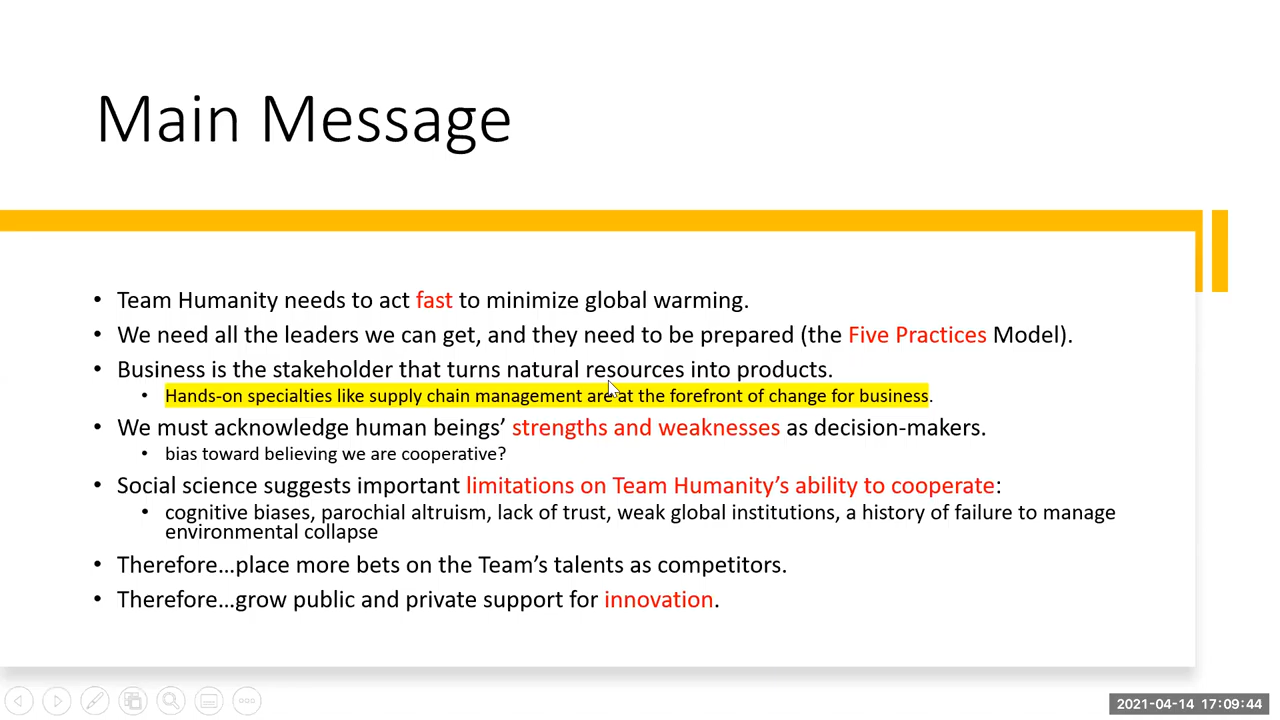 Main Message
• Team Humanity needs to act fast to minimize global warming.
• We need all the leaders we can get, and they need to be prepared (the Five Practices Model).
• Business is the stakeholder that turns natural resources into products.
• Hands-on specialties like supply chain management are at the forefront of change for business.
• We must acknowledge human beings’ strengths and weaknesses as decision-makers.
• bias toward believing we are cooperative?
• Social science suggests important limitations on Team Humanity’s ability to cooperate:
• cognitive biases, parochial altruism, lack of trust, weak global institutions, a history of failure to manage
environmental collapse
• Therefore…place more bets on the Team’s talents as competitors.
• Therefore…grow public and private support for innovation.
2021-04-14 17:09:44